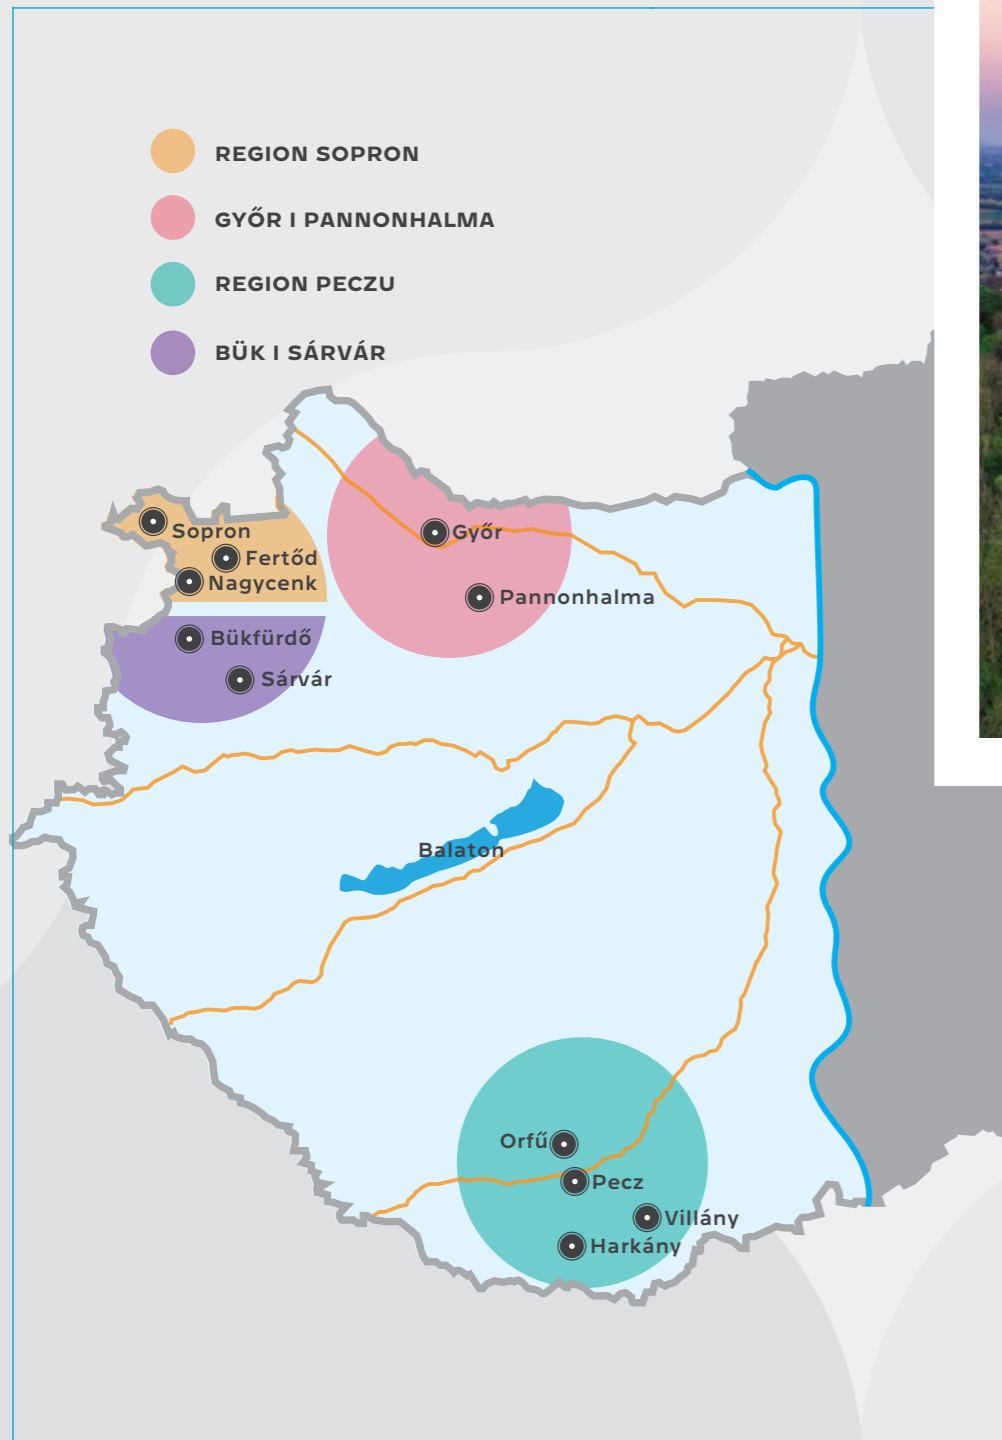 REGION SOPRON
GYŐR I PANNONHALMA
REGION PECZU
BÜK I SÁRVÁR
Sopron
Fertőd
Nagycenk
Győr
Pannonhalma
Bükfürdő
Sárvár
Balaton
Orfű
Pecz
Villány
Harkány